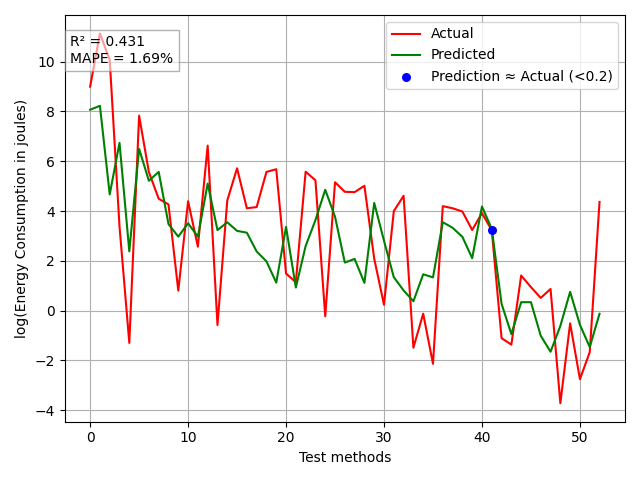 R² = 0.431
MAPE = 1.69%
Actual
Predicted
Prediction ≈ Actual (<0.2)
log(Energy Consumption in joules)
10
8
6
4
2
0
−2
−4
0
10
20
30
40
50
Test methods